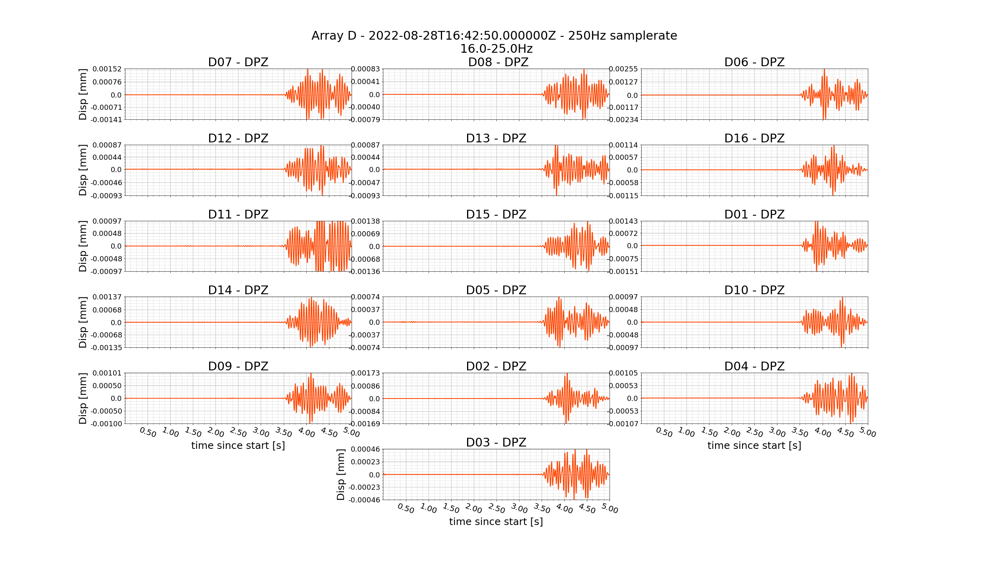 Array D - 2022-08-28T16:42:50.000000Z - 250Hz samplerate
16.0-25.0Hz
D07 - DPZ
Disp [mm]
0.00152
0.00076
0.0
-0.00071
-0.00141
D08 - DPZ
0.00083
0.00041
0.0
-0.00040
-0.00079
D06 - DPZ
0.00255
0.00127
0.0
-0.00117
-0.00234
D12 - DPZ
Disp [mm]
0.00087
0.00044
0.0
-0.00046
-0.00093
D13 - DPZ
0.00087
0.00044
0.0
-0.00047
-0.00093
D16 - DPZ
0.00114
0.00057
0.0
-0.00058
-0.00115
D11 - DPZ
Disp [mm]
0.00097
0.00048
0.0
-0.00048
-0.00097
D15 - DPZ
0.00138
0.00069
0.0
-0.00068
-0.00136
D01 - DPZ
0.00143
0.00072
0.0
-0.00075
-0.00151
D14 - DPZ
Disp [mm]
0.00137
0.00068
0.0
-0.00068
-0.00135
D05 - DPZ
0.00074
0.00037
0.0
-0.00037
-0.00074
D10 - DPZ
0.00097
0.00048
0.0
-0.00048
-0.00097
D09 - DPZ
Disp [mm]
0.00101
0.00050
0.0
-0.00050
-0.00100
0.50 1.00 1.50 2.00 2.50 3.00 3.50 4.00 4.50 5.00
time since start [s]
D02 - DPZ
0.00173
0.00086
0.0
-0.00084
-0.00169
D04 - DPZ
0.00105
0.00053
0.0
-0.00053
-0.00107
0.50 1.00 1.50 2.00 2.50 3.00 3.50 4.00 4.50 5.00
time since start [s]
D03 - DPZ
Disp [mm]
0.00046
0.00023
0.0
-0.00023
-0.00046
0.50 1.00 1.50 2.00 2.50 3.00 3.50 4.00 4.50 5.00
time since start [s]